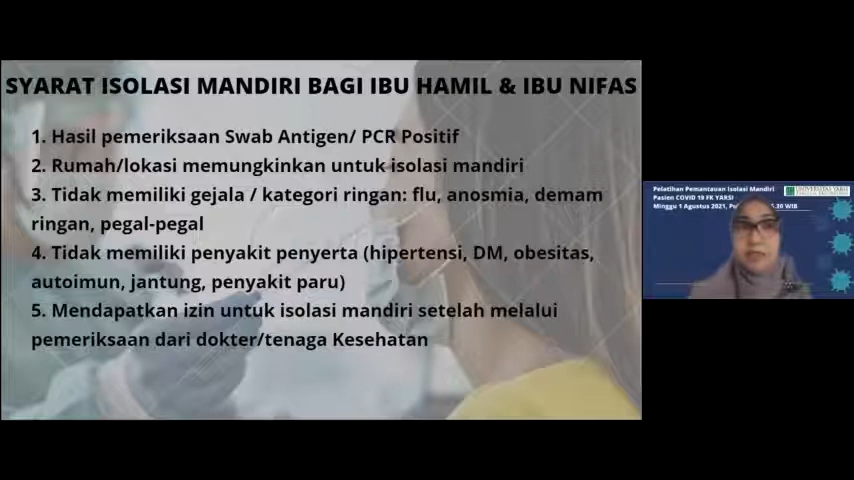 SYARAT ISOLASI MANDIRI BAGI IBU HAMIL & IBU NIFAS
1. Hasil pemeriksaan Swab Antigen/ PCR Positif
2. Rumah/lokasi memungkinkan untuk isolasi mandiri
3. Tidak memiliki gejala / kategori ringan: flu, anosmia, demam
ringan, pegal-pegal
4. Tidak memiliki penyakit penyerta (hipertensi, DM, obesitas,
autoimun, jantung, penyakit paru)
5. Mendapatkan izin untuk isolasi mandiri setelah melalui
pemeriksaan dari dokter/tenaga Kesehatan
Pelatihan Pemantauan Isolasi Mandiri
Pasien COVID 19 FK YARSI
Minggu 1 Agustus 2021, WIB
UNIVERSITAS YARSI